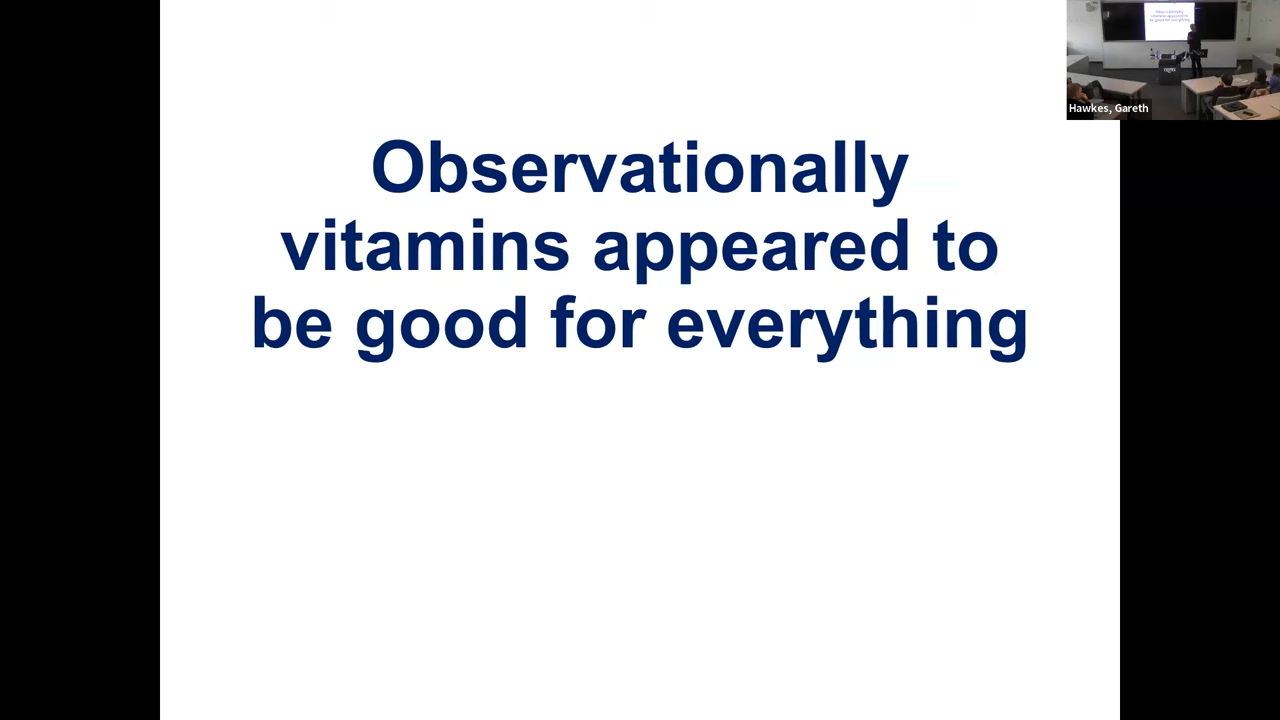 Observationally
vitamins appeared to
be good for everything
Hawkes, Gareth